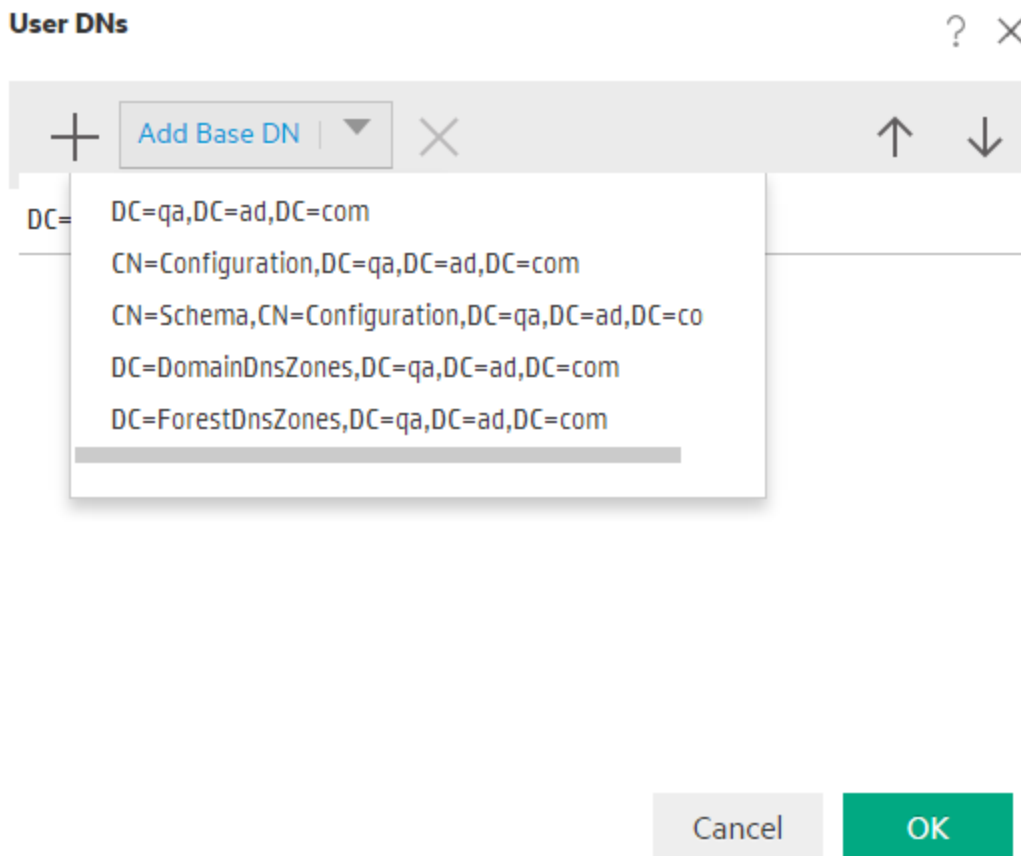 User DNs
?
Add Base DN
DC=
DC=qa,DC=ad,DC=com
CN=Configuration,DC=qa,DC=ad,DC=com
CN=Schema,CN=Configuration,DC=qa,DC=ad,DC=co
DC=DomainDnsZones,DC=qa,DC=ad,DC=com
DC=ForestDnsZones,DC=qa,DC=ad,DC=com
Cancel OK